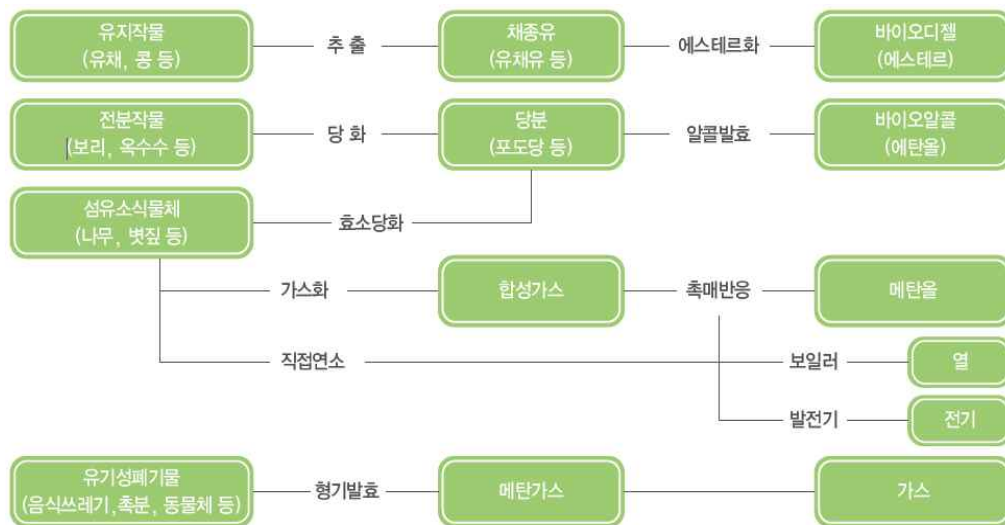 유지작물 추 출 채종유 에스테르화 바이오디젤
(유채, 콩 등) (유채유 등) (에스테르)
전분작물 당 화 당분 알콜발효 바이오알콜
(보리, 옥수수 등) (포도당 등) (에탄올)
섬유소식물체 효소당화
(나무, 볏짚 등)
가스화 합성가스 촉매반응 메탄올
직접연소 보일러 열
발전기 전기
유기성폐기물 형기발효 메탄가스 가스
(음식쓰레기,축분, 동물체 등)